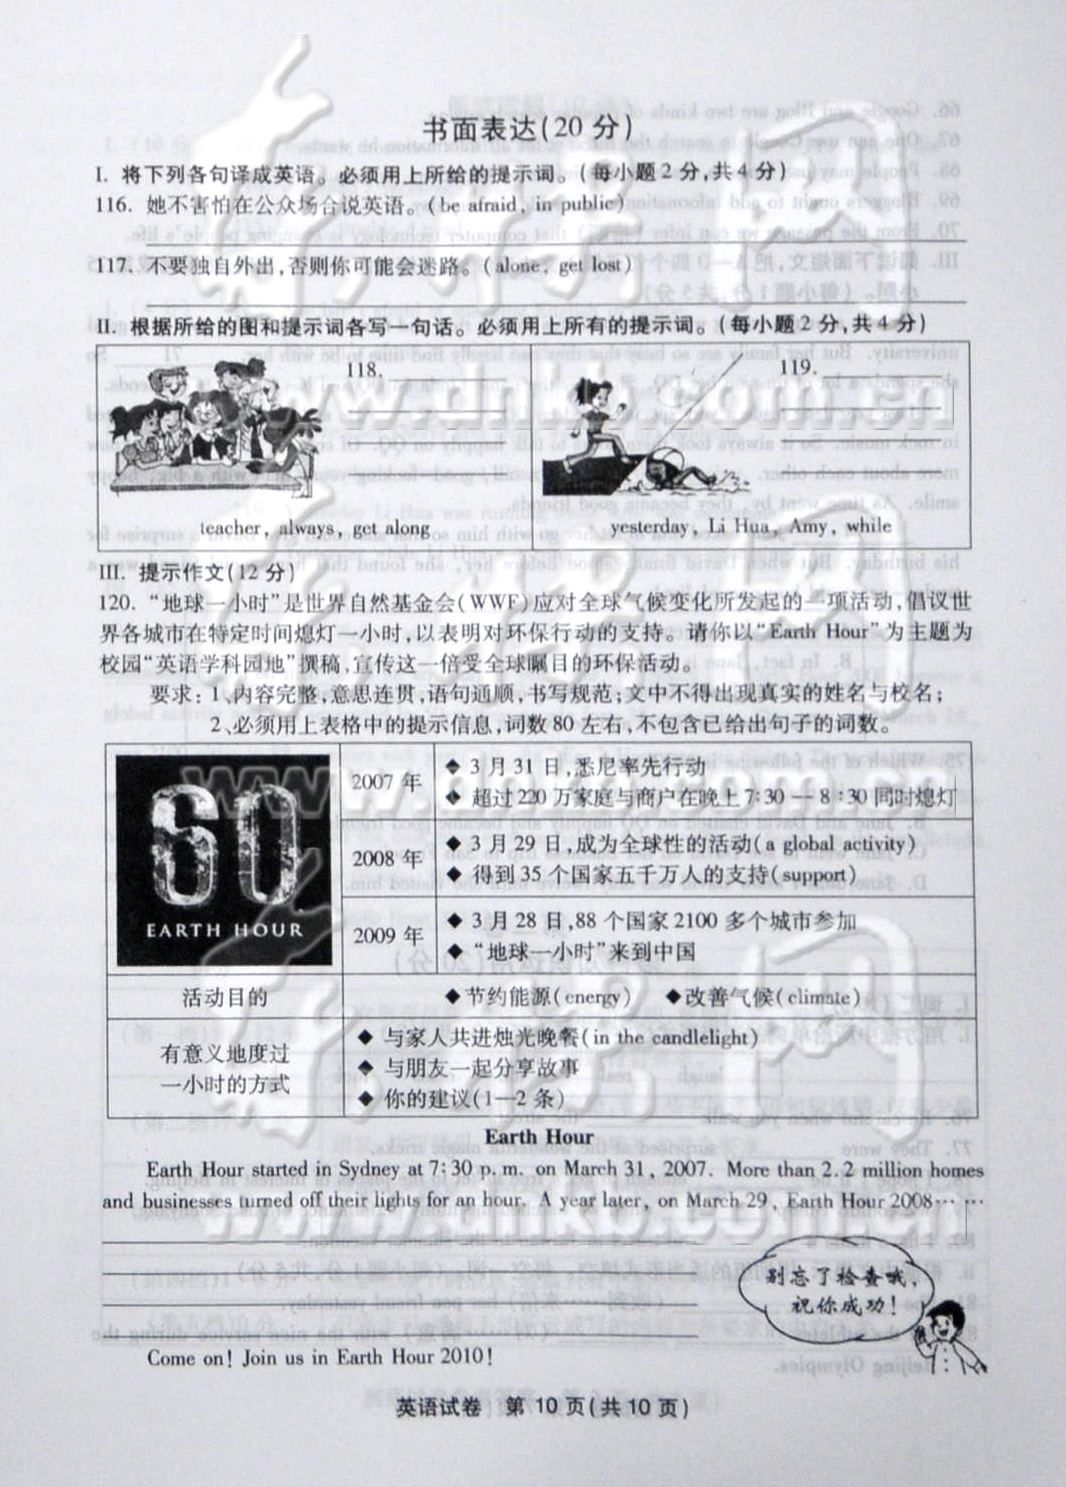 书面表达(20分)
I. 将下列各句译成英语。必须用上所给的提示词。(每小题2分,共4分)
116. 她不害怕在公众场合说英语。(be afraid, in public)
117. 不要独自外出,否则你可能会迷路。(alone, get lost)
II. 根据所给的图和提示词各写一句话。必须用上所有的提示词。(每小题2分,共4分)
118.
119.
www.dnkb.com.cn
teacher, always, get along
yesterday, Li Hua, Amy, while
III. 提示作文(12分)
120. “地球一小时”是世界自然基金会(WWF)应对全球气候变化所发起的一项活动,倡议世
界各城市在特定时间熄灯一小时,以表明对环保行动的支持。请你以“Earth Hour”为主题为
校园“英语学科园地”撰稿,宣传这一倍受全球瞩目的环保活动。
要求: 1、内容完整,意思连贯,语句通顺,书写规范;文中不得出现真实的姓名与校名;
2、必须用上表格中的提示信息,词数80左右,不包含已给出句子的词数。
60
EARTH HOUR
2007年
◆ 3月31日,悉尼率先行动
◆ 超过220万家庭与商户在晚上7:30—8:30同时熄灯
www.dnkb.com.cn
2008年
◆ 3月29日,成为全球性的活动(a global activity)
◆ 得到35个国家五千万人的支持(support)
2009年
◆ 3月28日,88个国家2100多个城市参加
◆ “地球一小时”来到中国
活动目的
◆节约能源(energy) ◆改善气候(climate)
有意义地度过
一小时的方式
◆ 与家人共进烛光晚餐(in the candlelight)
◆ 与朋友一起分享故事
◆ 你的建议(1—2条)
Earth Hour
Earth Hour started in Sydney at 7:30 p.m. on March 31, 2007. More than 2.2 million homes
and businesses turned off their lights for an hour. A year later, on March 29, Earth Hour 2008… …
www.dnkb.com.cn
别忘了检查哦,
祝你成功!
Come on! Join us in Earth Hour 2010!
英语试卷 第10页(共10页)